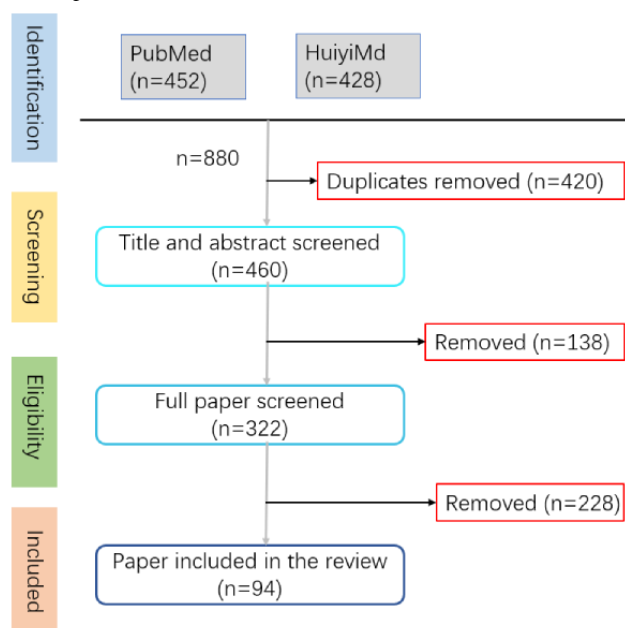 Identification
PubMed
(n=452)
HuiyiMd
(n=428)
n=880
Duplicates removed (n=420)
Screening
Title and abstract screened
(n=460)
Removed (n=138)
Eligibility
Full paper screened
(n=322)
Removed (n=228)
Included
Paper included in the review
(n=94)